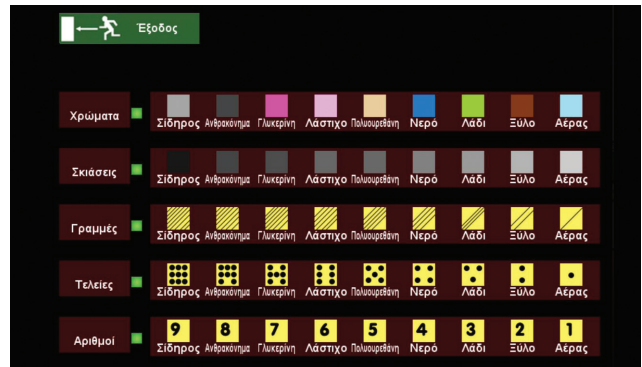 Έξοδος
Χρώματα
Σίδηρος Ανθρακόνημα Γλυκερίνη Λάστιχο Πολυουρεθάνη Νερό Λάδι Ξύλο Αέρας
Σκιάσεις
Σίδηρος Ανθρακόνημα Γλυκερίνη Λάστιχο Πολυουρεθάνη Νερό Λάδι Ξύλο Αέρας
Γραμμές
Σίδηρος Ανθρακόνημα Γλυκερίνη Λάστιχο Πολυουρεθάνη Νερό Λάδι Ξύλο Αέρας
Τελείες
Σίδηρος Ανθρακόνημα Γλυκερίνη Λάστιχο Πολυουρεθάνη Νερό Λάδι Ξύλο Αέρας
9 8 7 6 5 4 3 2 1
Αριθμοί
Σίδηρος Ανθρακόνημα Γλυκερίνη Λάστιχο Πολυουρεθάνη Νερό Λάδι Ξύλο Αέρας